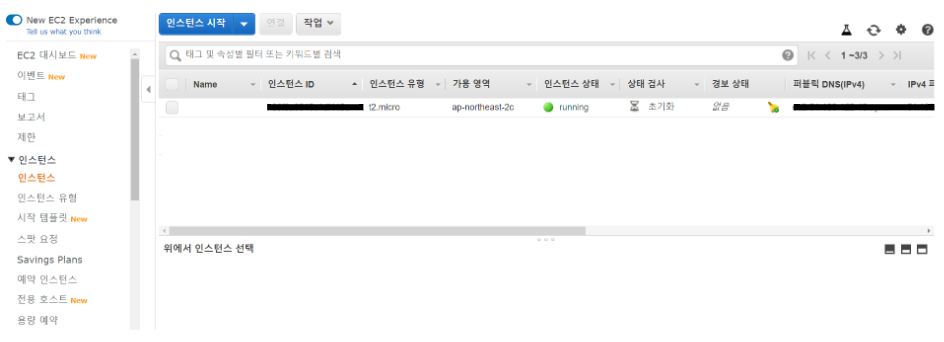 New EC2 Experience
Tell us what you think
인스턴스 시작 연결 작업
EC2 대시보드 New
이벤트 New
태그
보고서
제한
인스턴스
인스턴스
인스턴스 유형
시작 템플릿 New
스팟 요청
Savings Plans
예약 인스턴스
전용 호스트 New
용량 예약
태그 및 속성별 필터 또는 키워드별 검색
1 ~3/3
Name 인스턴스 ID 인스턴스 유형 가용 영역 인스턴스 상태 상태 검사 경보 상태 퍼블릭 DNS(IPv4) IPv4
t2.micro ap-northeast-2c running 초기화 없음
위에서 인스턴스 선택